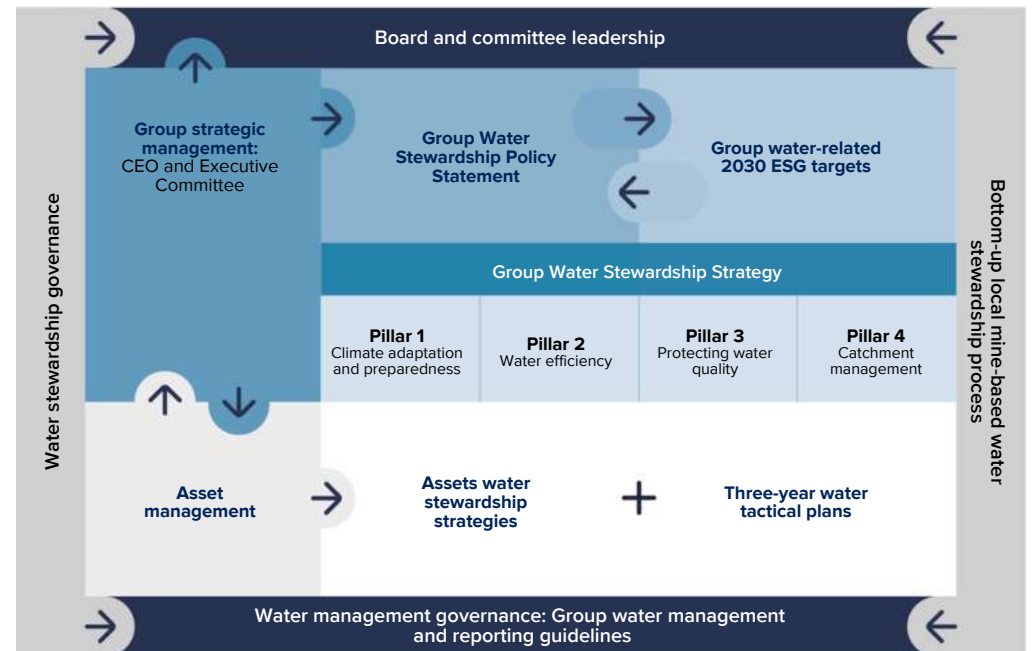 Board and committee leadership
Water stewardship governance
Group strategic
management:
CEO and Executive
Committee
Group Water
Stewardship Policy
Statement
Group water-related
2030 ESG targets
Bottom-up local mine-based water
stewardship process
Group Water Stewardship Strategy
Pillar 1
Climate adaptation
and preparedness
Pillar 2
Water efficiency
Pillar 3
Protecting water
quality
Pillar 4
Catchment
management
Asset
management
Assets water
stewardship
strategies
+
Three-year water
tactical plans
Water management governance: Group water management
and reporting guidelines